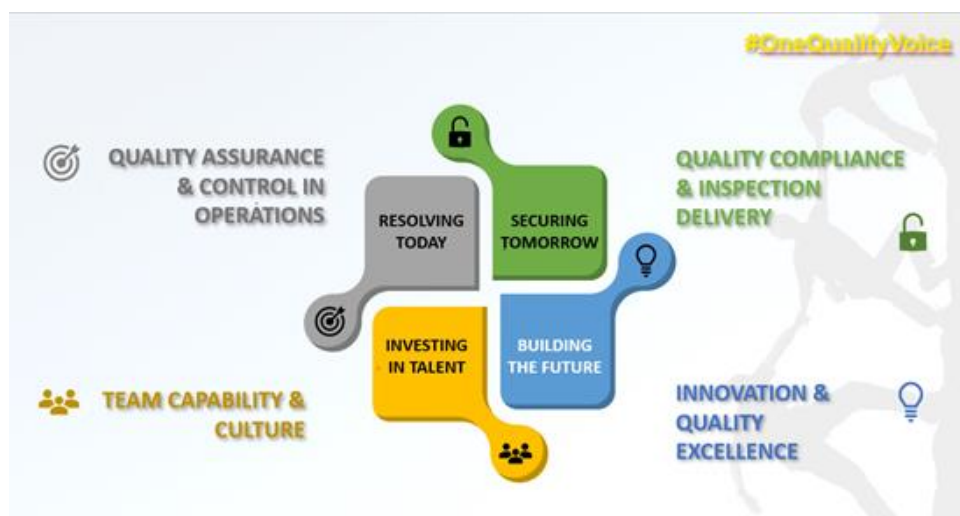 #OneQualityVoice
QUALITY ASSURANCE
& CONTROL IN
OPERATIONS
QUALITY COMPLIANCE
& INSPECTION
DELIVERY
RESOLVING
TODAY
SECURING
TOMORROW
INVESTING
IN TALENT
BUILDING
THE FUTURE
TEAM CAPABILITY &
CULTURE
INNOVATION &
QUALITY
EXCELLENCE